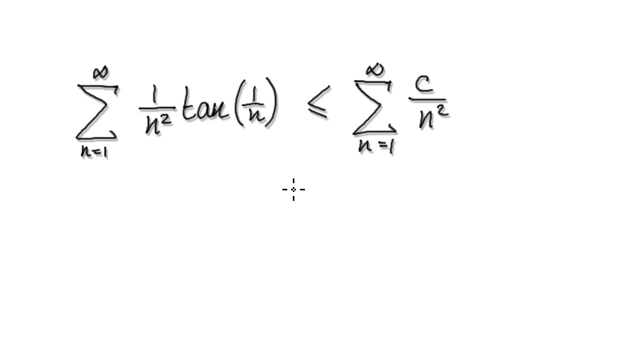 ∞ ∑ n=1 1/n² tan(1/n) ≤ ∞ ∑ n=1 c/n²